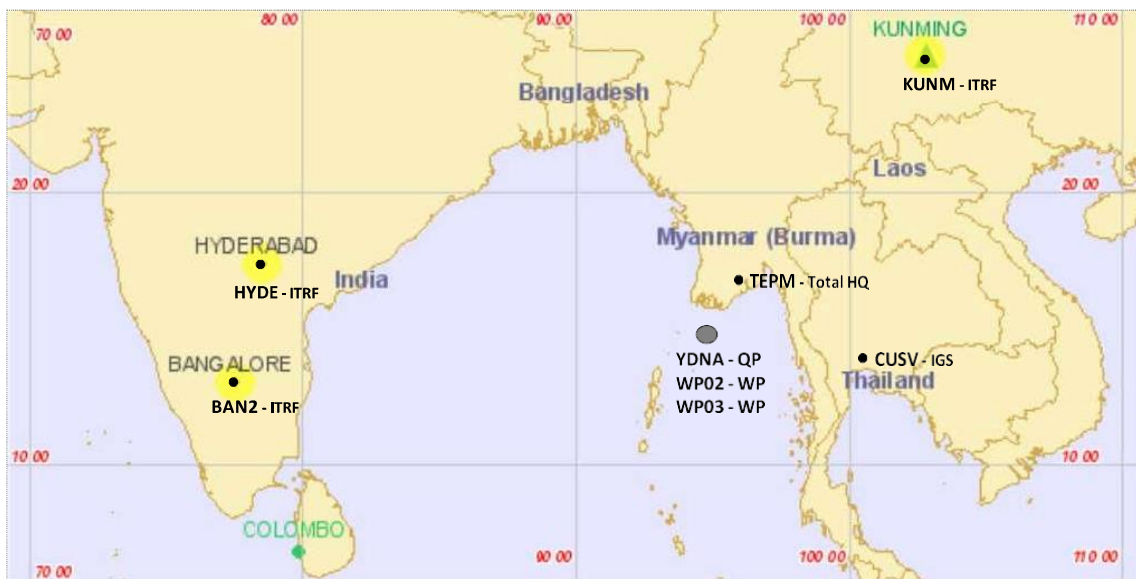 80 00
90 00
100 00
110 00
70 00
KUNMING
KUNM - ITRF
Bangladesh
Laos
20 00
20 00
Myanmar (Burma)
HYDERABAD
HYDE - ITRF
India
TEPM - Total HQ
BANGALORE
BAN2 - ITRF
YDNA - QP
WP02 - WP
WP03 - WP
CUSV - IGS
Thailand
10 00
10 00
COLOMBO
70 00
90 00
100 00
110 00